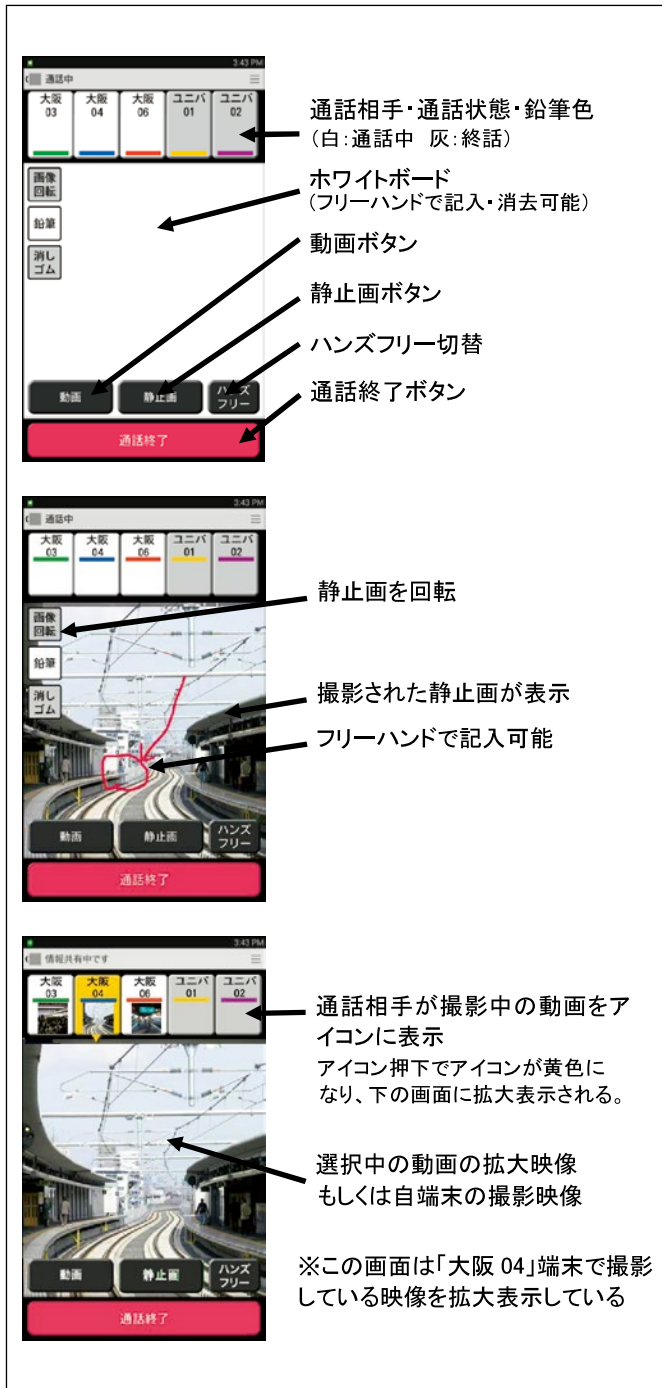 3:43 PM
通話中
大阪 03
大阪 04
大阪 06
ユニバ 01
ユニバ 02
通話相手・通話状態・鉛筆色
(白:通話中 灰:終話)
画像
回転
鉛筆
消し
ゴム
ホワイトボード
(フリーハンドで記入・消去可能)
動画ボタン
静止画ボタン
ハンズフリー切替
通話終了ボタン
動画
静止画
ハンズ
フリー
通話終了
3:43 PM
通話中
大阪 03
大阪 04
大阪 06
ユニバ 01
ユニバ 02
画像
回転
鉛筆
消し
ゴム
静止画を回転
撮影された静止画が表示
フリーハンドで記入可能
動画
静止画
ハンズ
フリー
通話終了
3:43 PM
情報共有中です
大阪 03
大阪 04
大阪 06
ユニバ 01
ユニバ 02
通話相手が撮影中の動画をア
イコンに表示
アイコン押下でアイコンが黄色に
なり、下の画面に拡大表示される。
選択中の動画の拡大映像
もしくは自端末の撮影映像
動画
静止画
ハンズ
フリー
通話終了
※この画面は「大阪 04」端末で撮影
している映像を拡大表示している